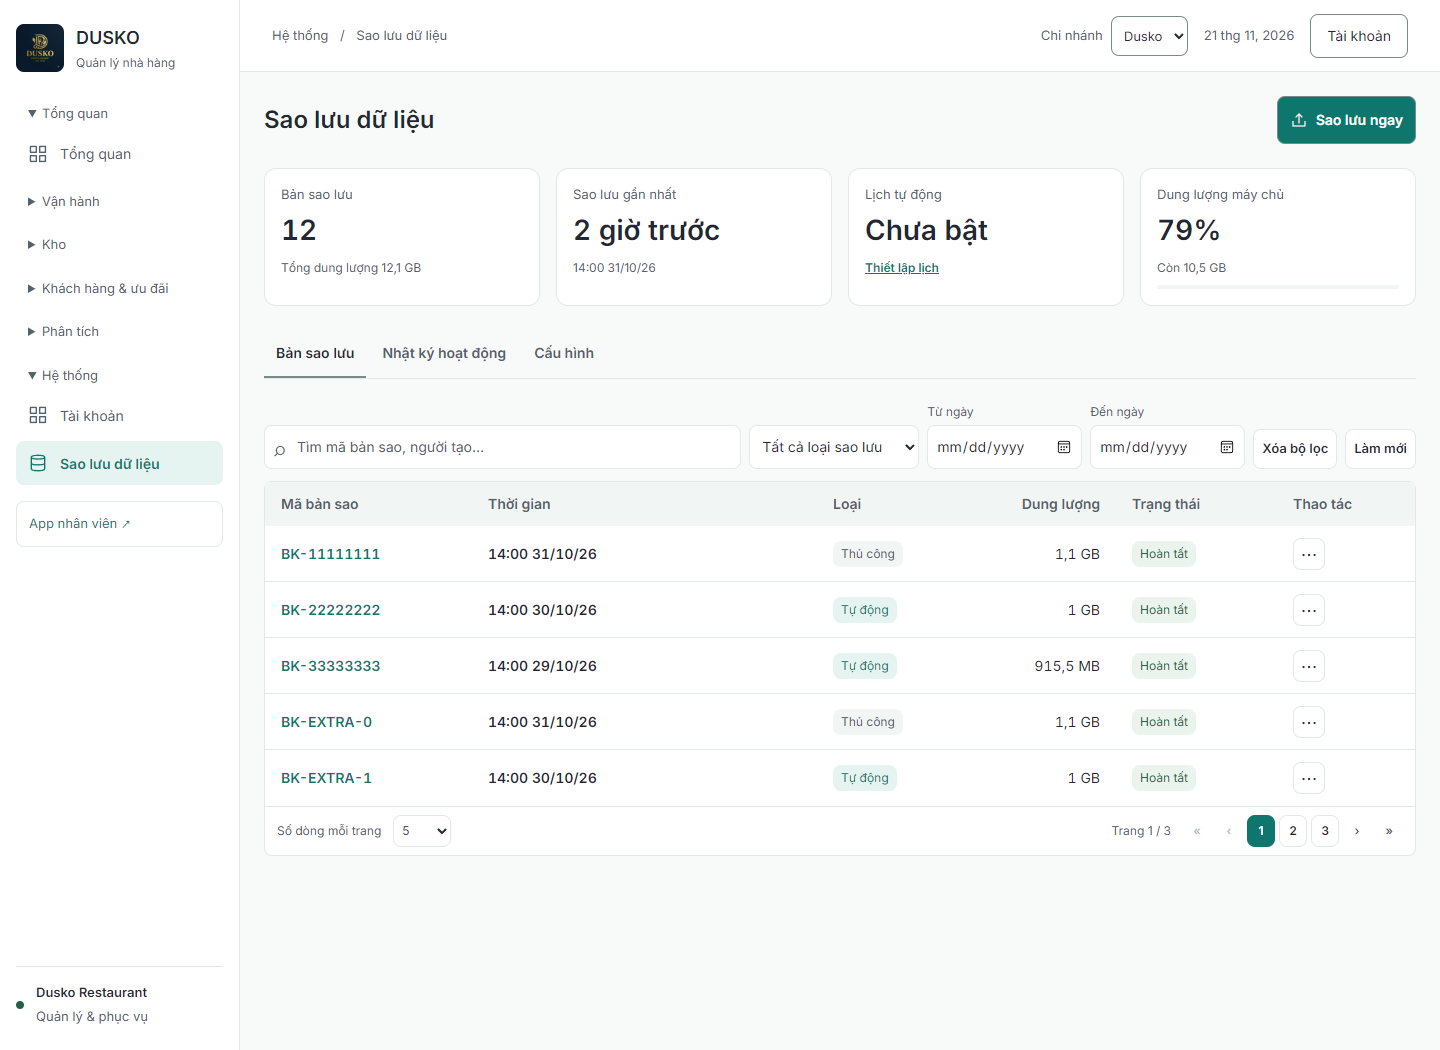 DUSKO
DUSKO
Quản lý nhà hàng
▼ Tổng quan
Tổng quan
▶ Vận hành
▶ Kho
▶ Khách hàng & ưu đãi
▶ Phân tích
▼ Hệ thống
Tài khoản
Sao lưu dữ liệu
App nhân viên ↗
Dusko Restaurant
Quản lý & phục vụ
Hệ thống / Sao lưu dữ liệu
Chi nhánh Dusko 21 thg 11, 2026 Tài khoản
Sao lưu dữ liệu
Sao lưu ngay
Bản sao lưu
12
Tổng dung lượng 12,1 GB
Sao lưu gần nhất
2 giờ trước
14:00 31/10/26
Lịch tự động
Chưa bật
Thiết lập lịch
Dung lượng máy chủ
79%
Còn 10,5 GB
Bản sao lưu Nhật ký hoạt động Cấu hình
Từ ngày Đến ngày
Tìm mã bản sao, người tạo... Tất cả loại sao lưu mm/dd/yyyy mm/dd/yyyy Xóa bộ lọc Làm mới
Mã bản sao Thời gian Loại Dung lượng Trạng thái Thao tác
BK-11111111 14:00 31/10/26 Thủ công 1,1 GB Hoàn tất ...
BK-22222222 14:00 30/10/26 Tự động 1 GB Hoàn tất ...
BK-33333333 14:00 29/10/26 Tự động 915,5 MB Hoàn tất ...
BK-EXTRA-0 14:00 31/10/26 Thủ công 1,1 GB Hoàn tất ...
BK-EXTRA-1 14:00 30/10/26 Tự động 1 GB Hoàn tất ...
Số dòng mỗi trang 5 Trang 1 / 3 « ‹ 1 2 3 › »